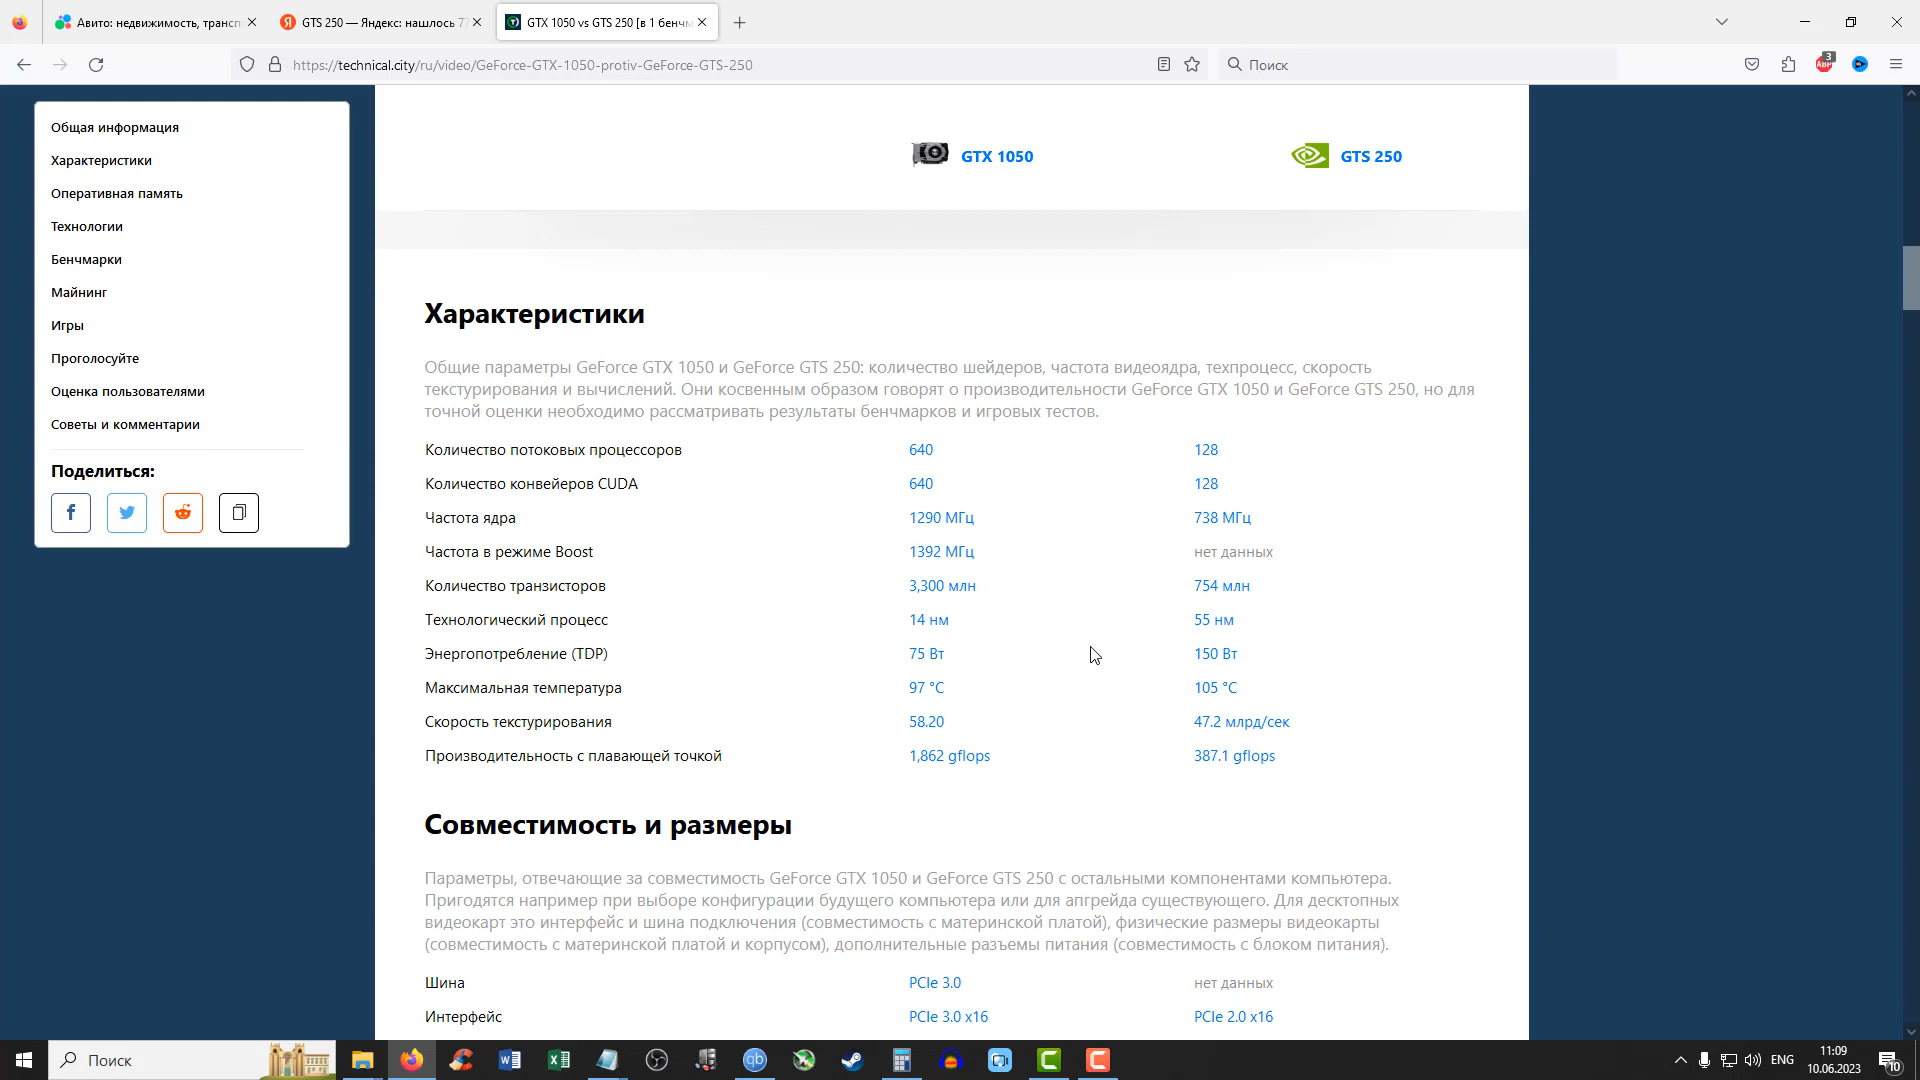 Авито: недвижимость, трансп
GTS 250 — Яндекс: нашлось 7
GTX 1050 vs GTS 250 [в 1 бенчм
https://technical.city/ru/video/GeForce-GTX-1050-protiv-GeForce-GTS-250
Поиск
ABP
3
Общая информация
Характеристики
Оперативная память
Технологии
Бенчмарки
Майнинг
Игры
Проголосуйте
Оценка пользователями
Советы и комментарии
Поделиться:
GTX 1050
GTS 250
Характеристики
Общие параметры GeForce GTX 1050 и GeForce GTS 250: количество шейдеров, частота видеоядра, техпроцесс, скорость
текстурирования и вычислений. Они косвенным образом говорят о производительности GeForce GTX 1050 и GeForce GTS 250, но для
точной оценки необходимо рассматривать результаты бенчмарков и игровых тестов.
Количество потоковых процессоров 640 128
Количество конвейеров CUDA 640 128
Частота ядра 1290 МГц 738 МГц
Частота в режиме Boost 1392 МГц нет данных
Количество транзисторов 3,300 млн 754 млн
Технологический процесс 14 нм 55 нм
Энергопотребление (TDP) 75 Вт 150 Вт
Максимальная температура 97 °C 105 °C
Скорость текстурирования 58.20 47.2 млрд/сек
Производительность с плавающей точкой 1,862 gflops 387.1 gflops
Совместимость и размеры
Параметры, отвечающие за совместимость GeForce GTX 1050 и GeForce GTS 250 с остальными компонентами компьютера.
Пригодятся например при выборе конфигурации будущего компьютера или для апгрейда существующего. Для десктопных
видеокарт это интерфейс и шина подключения (совместимость с материнской платой), физические размеры видеокарты
(совместимость с материнской платой и корпусом), дополнительные разъемы питания (совместимость с блоком питания).
Шина PCIe 3.0 нет данных
Интерфейс PCIe 3.0 x16 PCIe 2.0 x16
Поиск
qb
ENG
11:09
10.06.2023
10